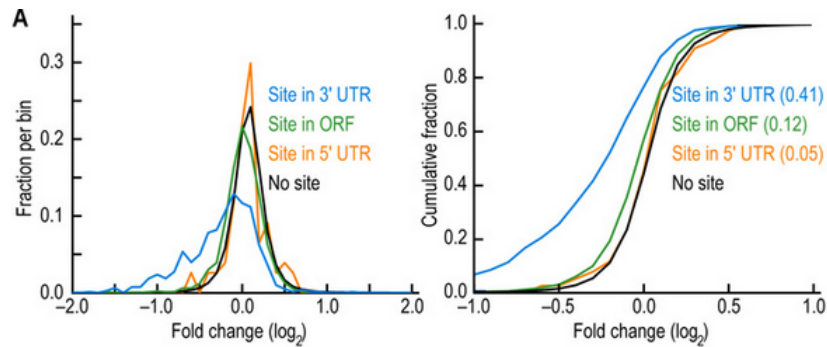 A
0.3
0.2
0.1
0.0
Fraction per bin
Site in 3' UTR
Site in ORF
Site in 5' UTR
No site
−2.0 −1.0 0.0 1.0 2.0
Fold change (log2)
1.0
0.8
0.6
0.4
0.2
0.0
Cumulative fraction
Site in 3' UTR (0.41)
Site in ORF (0.12)
Site in 5' UTR (0.05)
No site
−1.0 −0.5 0.0 0.5 1.0
Fold change (log2)